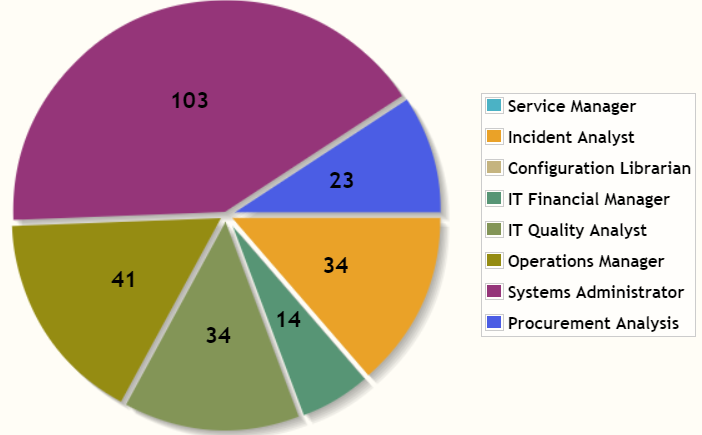 103
23
34
41
34
14
Service Manager
Incident Analyst
Configuration Librarian
IT Financial Manager
IT Quality Analyst
Operations Manager
Systems Administrator
Procurement Analysis